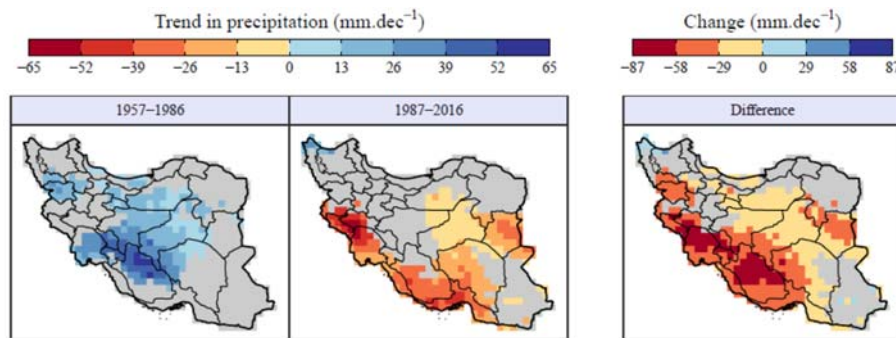 Trend in precipitation (mm.dec⁻¹)
−65 −52 −39 −26 −13 0 13 26 39 52 65
Change (mm.dec⁻¹)
−87 −58 −29 0 29 58 87
1957−1986
1987−2016
Difference